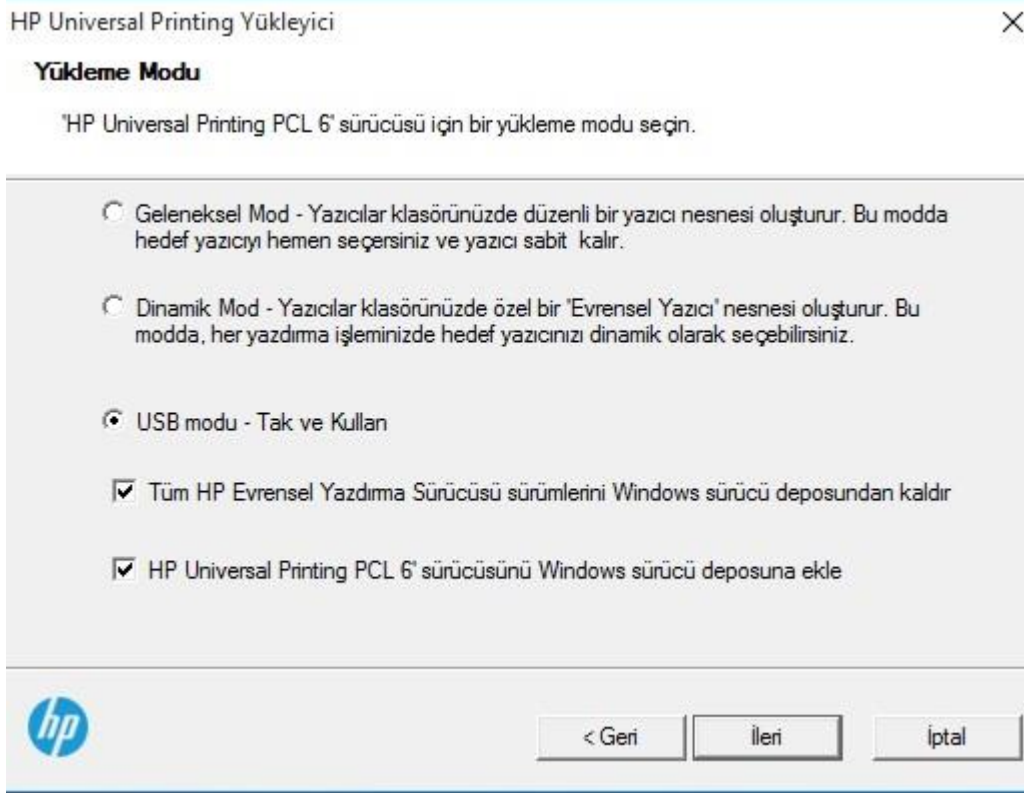 HP Universal Printing Yükleyici
Yükleme Modu
'HP Universal Printing PCL 6' sürücüsü için bir yükleme modu seçin.
Geleneksel Mod - Yazıcılar klasörünüzde düzenli bir yazıcı nesnesi oluşturur. Bu modda
hedef yazıcıyı hemen seçersiniz ve yazıcı sabit kalır.
Dinamik Mod - Yazıcılar klasörünüzde özel bir 'Evrensel Yazıcı' nesnesi oluşturur. Bu
modda, her yazdırma işleminizde hedef yazıcınızı dinamik olarak seçebilirsiniz.
USB modu - Tak ve Kullan
Tüm HP Evrensel Yazdırma Sürücüsü sürümlerini Windows sürücü deposundan kaldır
HP Universal Printing PCL 6' sürücüsünü Windows sürücü deposuna ekle
hp
< Geri
İleri
İptal